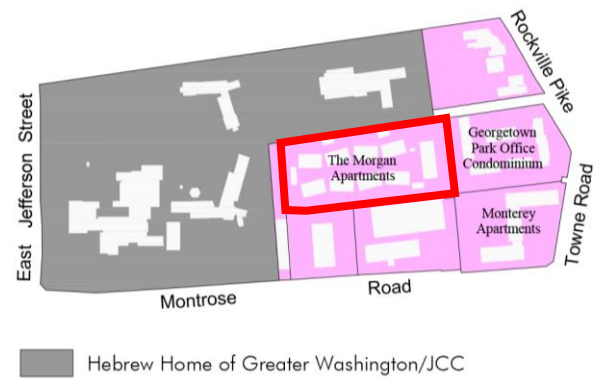 Rockville Pike
East Jefferson Street
The Morgan
Apartments
Georgetown
Park Office
Condominium
Monterey
Apartments
Towne Road
Montrose
Road
Hebrew Home of Greater Washington/JCC